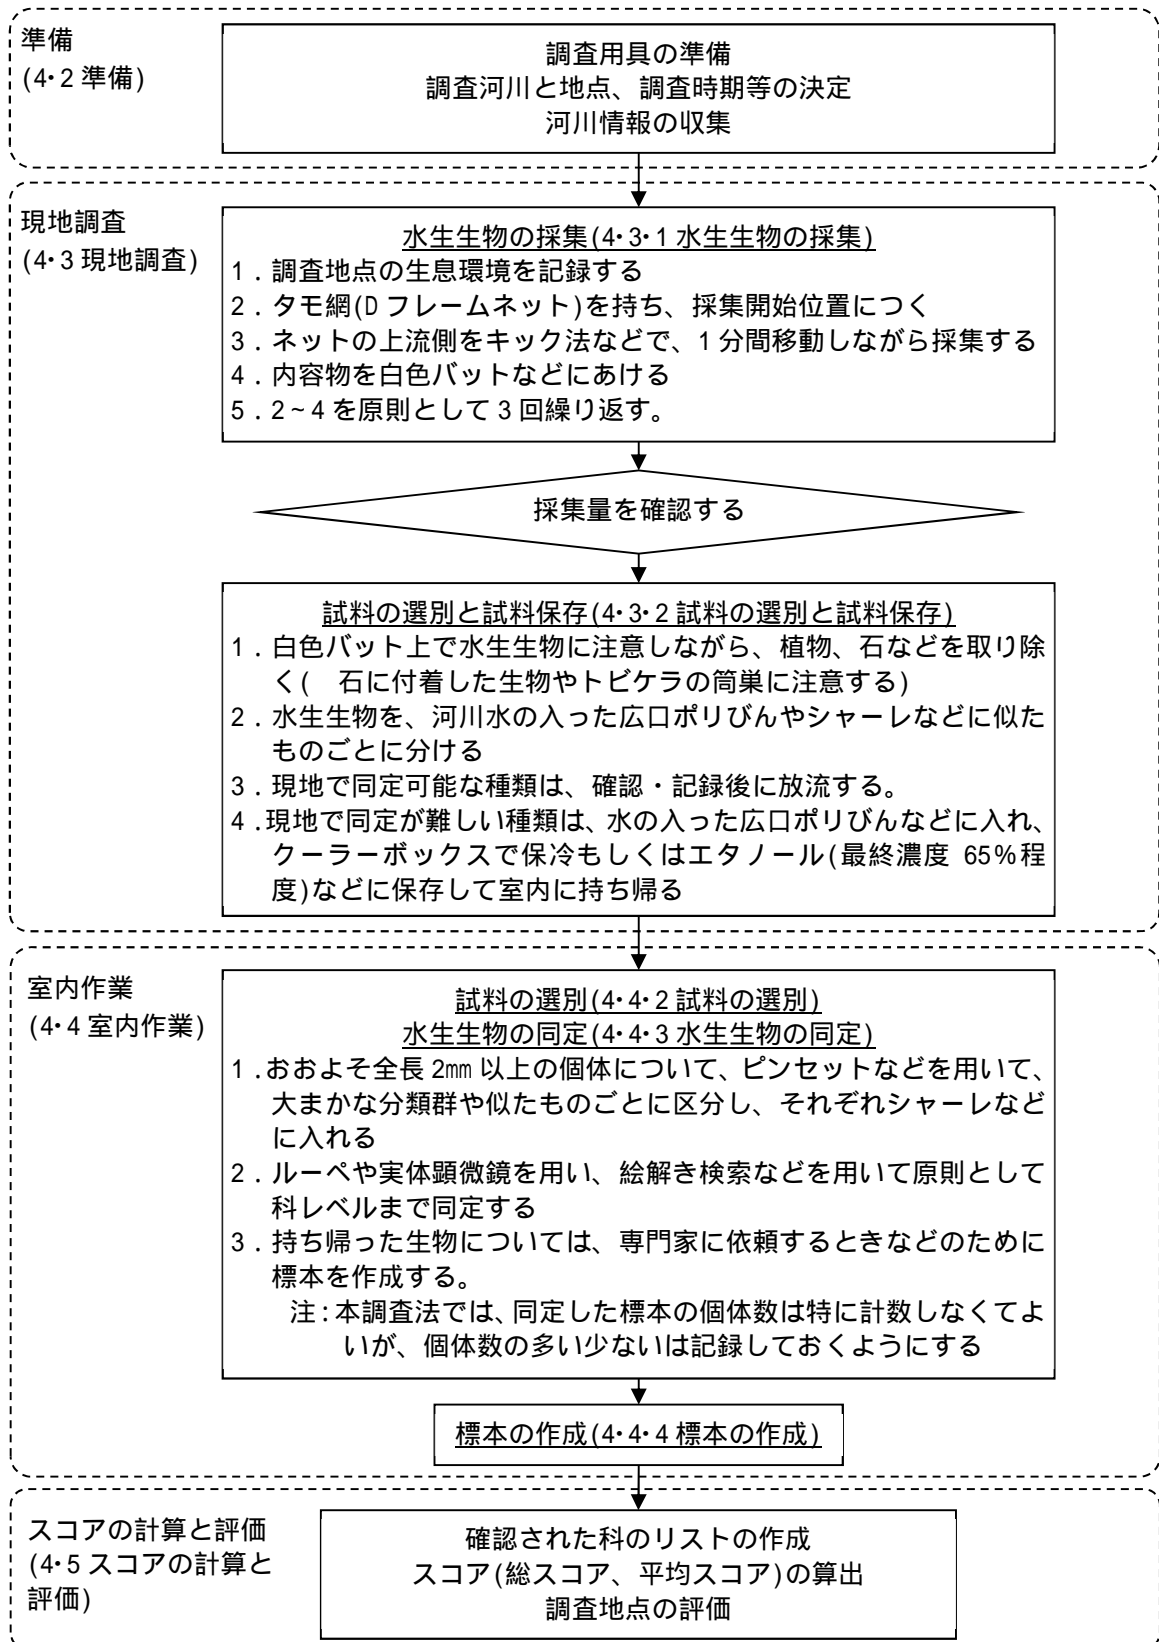 準備
(4･2 準備)
調査用具の準備
調査河川と地点、調査時期等の決定
河川情報の収集
現地調査
(4･3 現地調査)
水生生物の採集(4･3･1 水生生物の採集)
1．調査地点の生息環境を記録する
2．タモ網(D フレームネット)を持ち、採集開始位置につく
3．ネットの上流側をキック法などで、1 分間移動しながら採集する
4．内容物を白色バットなどにあける
5．2~4 を原則として 3 回繰り返す。
採集量を確認する
試料の選別と試料保存(4･3･2 試料の選別と試料保存)
1．白色バット上で水生生物に注意しながら、植物、石などを取り除
く(　石に付着した生物やトビケラの筒巣に注意する)
2．水生生物を、河川水の入った広口ポリびんやシャーレなどに似た
ものごとに分ける
3．現地で同定可能な種類は、確認・記録後に放流する。
4．現地で同定が難しい種類は、水の入った広口ポリびんなどに入れ、
クーラーボックスで保冷もしくはエタノール(最終濃度 65%程
度)などに保存して室内に持ち帰る
室内作業
(4･4 室内作業)
試料の選別(4･4･2 試料の選別)
水生生物の同定(4･4･3 水生生物の同定)
1．おおよそ全長 2㎜ 以上の個体について、ピンセットなどを用いて、
大まかな分類群や似たものごとに区分し、それぞれシャーレなど
に入れる
2．ルーペや実体顕微鏡を用い、絵解き検索などを用いて原則として
科レベルまで同定する
3．持ち帰った生物については、専門家に依頼するときなどのために
標本を作成する。
注：本調査法では、同定した標本の個体数は特に計数しなくてよ
いが、個体数の多い少ないは記録しておくようにする
標本の作成(4･4･4 標本の作成)
スコアの計算と評価
(4･5 スコアの計算と
評価)
確認された科のリストの作成
スコア(総スコア、平均スコア)の算出
調査地点の評価